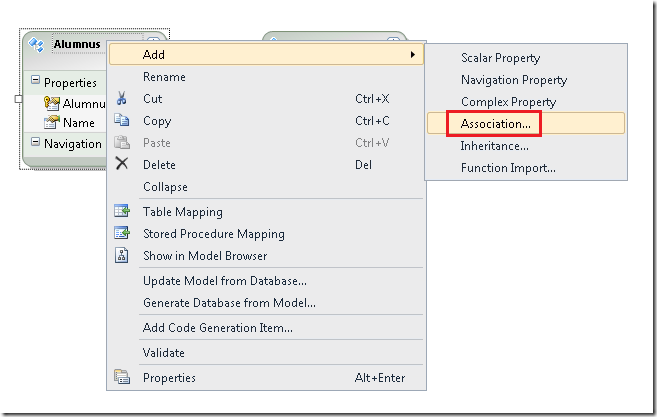 Alumnus
Properties
Alumnu
Name
Navigation
Add
Rename
Cut Ctrl+X
Copy Ctrl+C
Paste Ctrl+V
Delete Del
Collapse
Table Mapping
Stored Procedure Mapping
Show in Model Browser
Update Model from Database...
Generate Database from Model...
Add Code Generation Item...
Validate
Properties Alt+Enter
Scalar Property
Navigation Property
Complex Property
Association...
Inheritance...
Function Import...